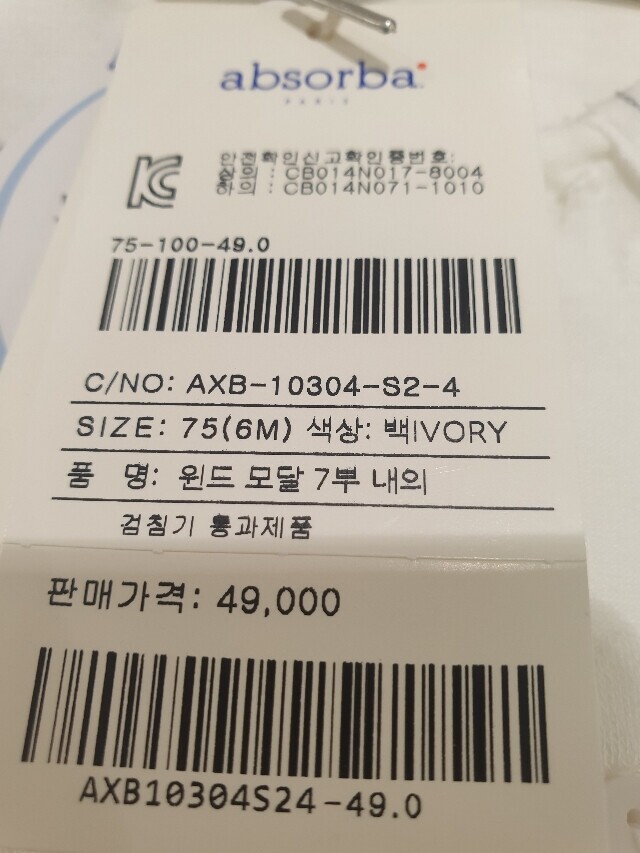 absorba
PARIS
안전확인신고확인증번호:
상의 : CB014N017-8004
하의 : CB014N071-1010
75-100-49.0
C/NO: AXB-10304-S2-4
SIZE: 75(6M) 색상: 백IVORY
품 명: 윈드 모달 7부 내의
검침기 통과제품
판매가격: 49,000
AXB10304S24-49.0